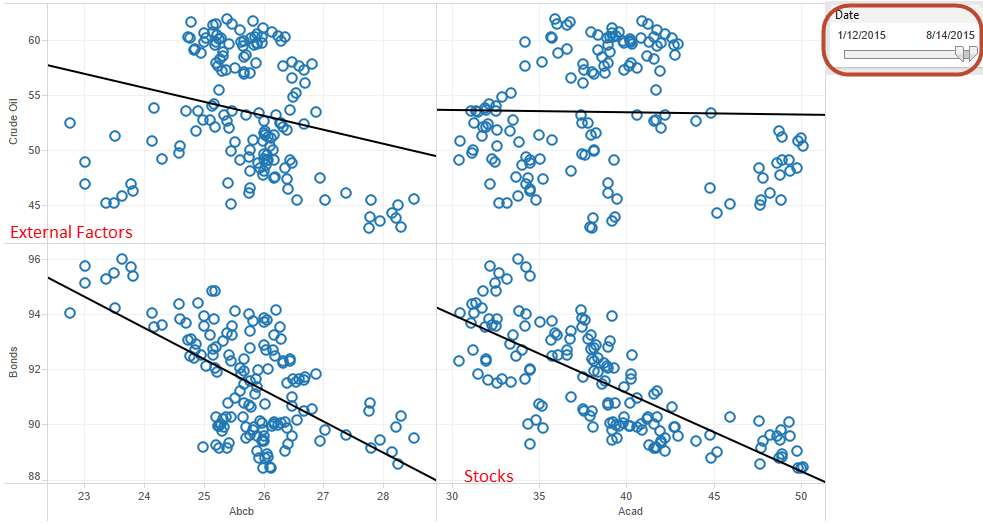 Date
1/12/2015 8/14/2015
Crude Oil
60
55
50
45
External Factors
Bonds
96
94
92
90
88
Stocks
23 24 25 26 27 28
30 35 40 45 50
Abcb
Acad